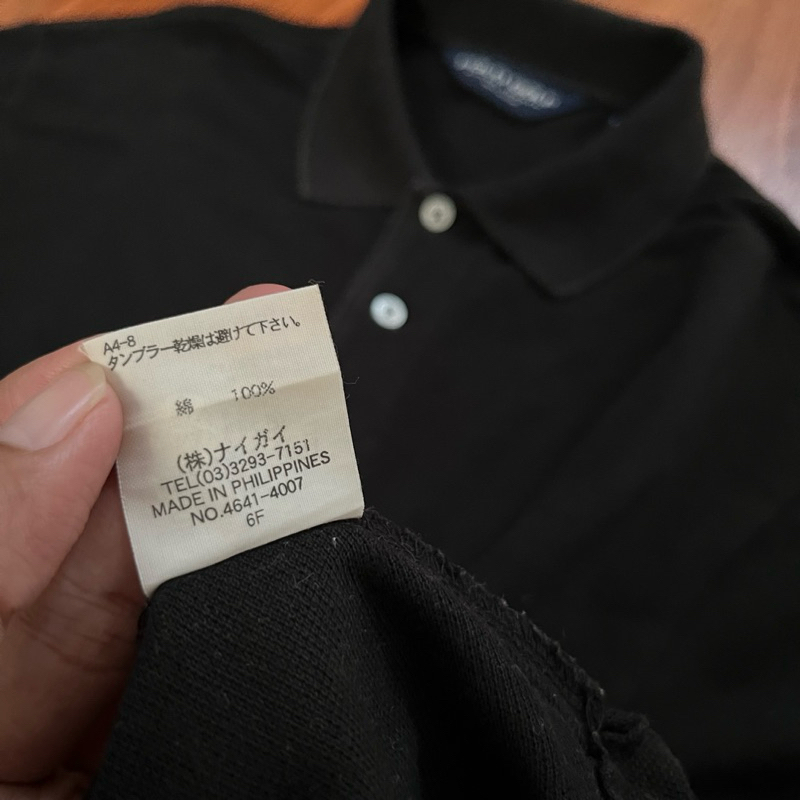 A4-8
タンブラー乾燥は避けて下さい。
綿 100%
(株)ナイガイ
TEL(03)3293-7151
MADE IN PHILIPPINES
NO.4641-4007
6F